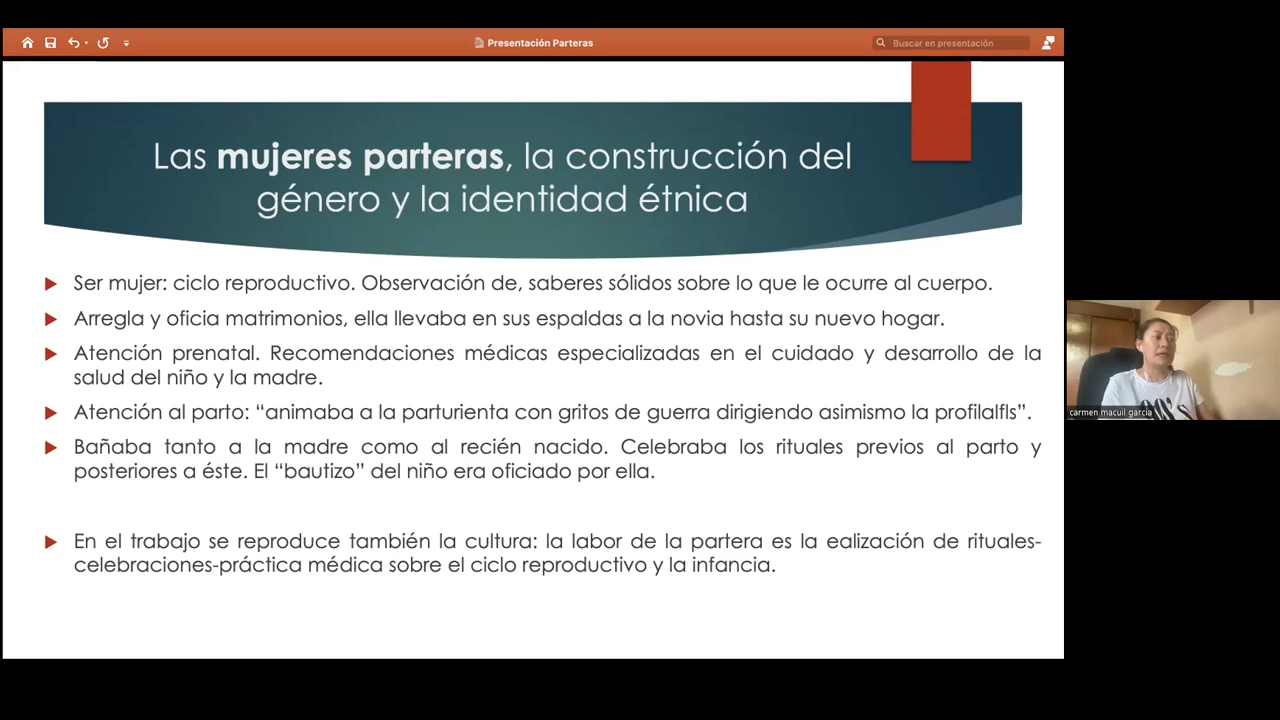 Presentación Parteras
Buscar en presentación
Las mujeres parteras, la construcción del
género y la identidad étnica
Ser mujer: ciclo reproductivo. Observación de, saberes sólidos sobre lo que le ocurre al cuerpo.
Arregla y oficia matrimonios, ella llevaba en sus espaldas a la novia hasta su nuevo hogar.
Atención prenatal. Recomendaciones médicas especializadas en el cuidado y desarrollo de la
salud del niño y la madre.
Atención al parto: “animaba a la parturienta con gritos de guerra dirigiendo asimismo la profilalfls”.
Bañaba tanto a la madre como al recién nacido. Celebraba los rituales previos al parto y
posteriores a éste. El “bautizo” del niño era oficiado por ella.
En el trabajo se reproduce también la cultura: la labor de la partera es la ealización de rituales-
celebraciones-práctica médica sobre el ciclo reproductivo y la infancia.
carmen macuil garcia